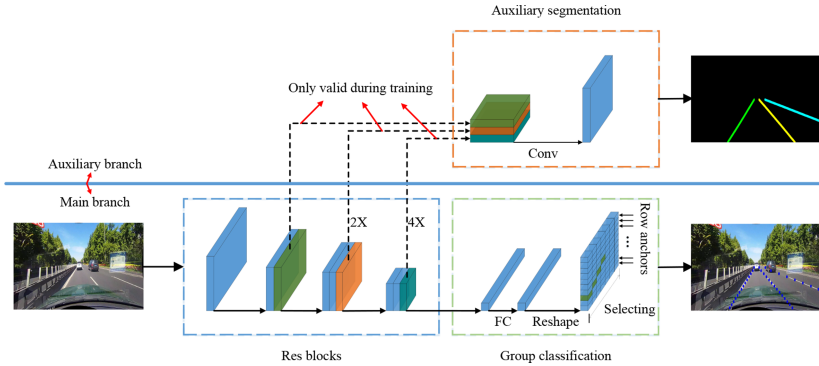 Auxiliary segmentation
Only valid during training
Conv
Auxiliary branch
Main branch
2X
4X
Row anchors
...
FC
Reshape
Selecting
Res blocks
Group classification